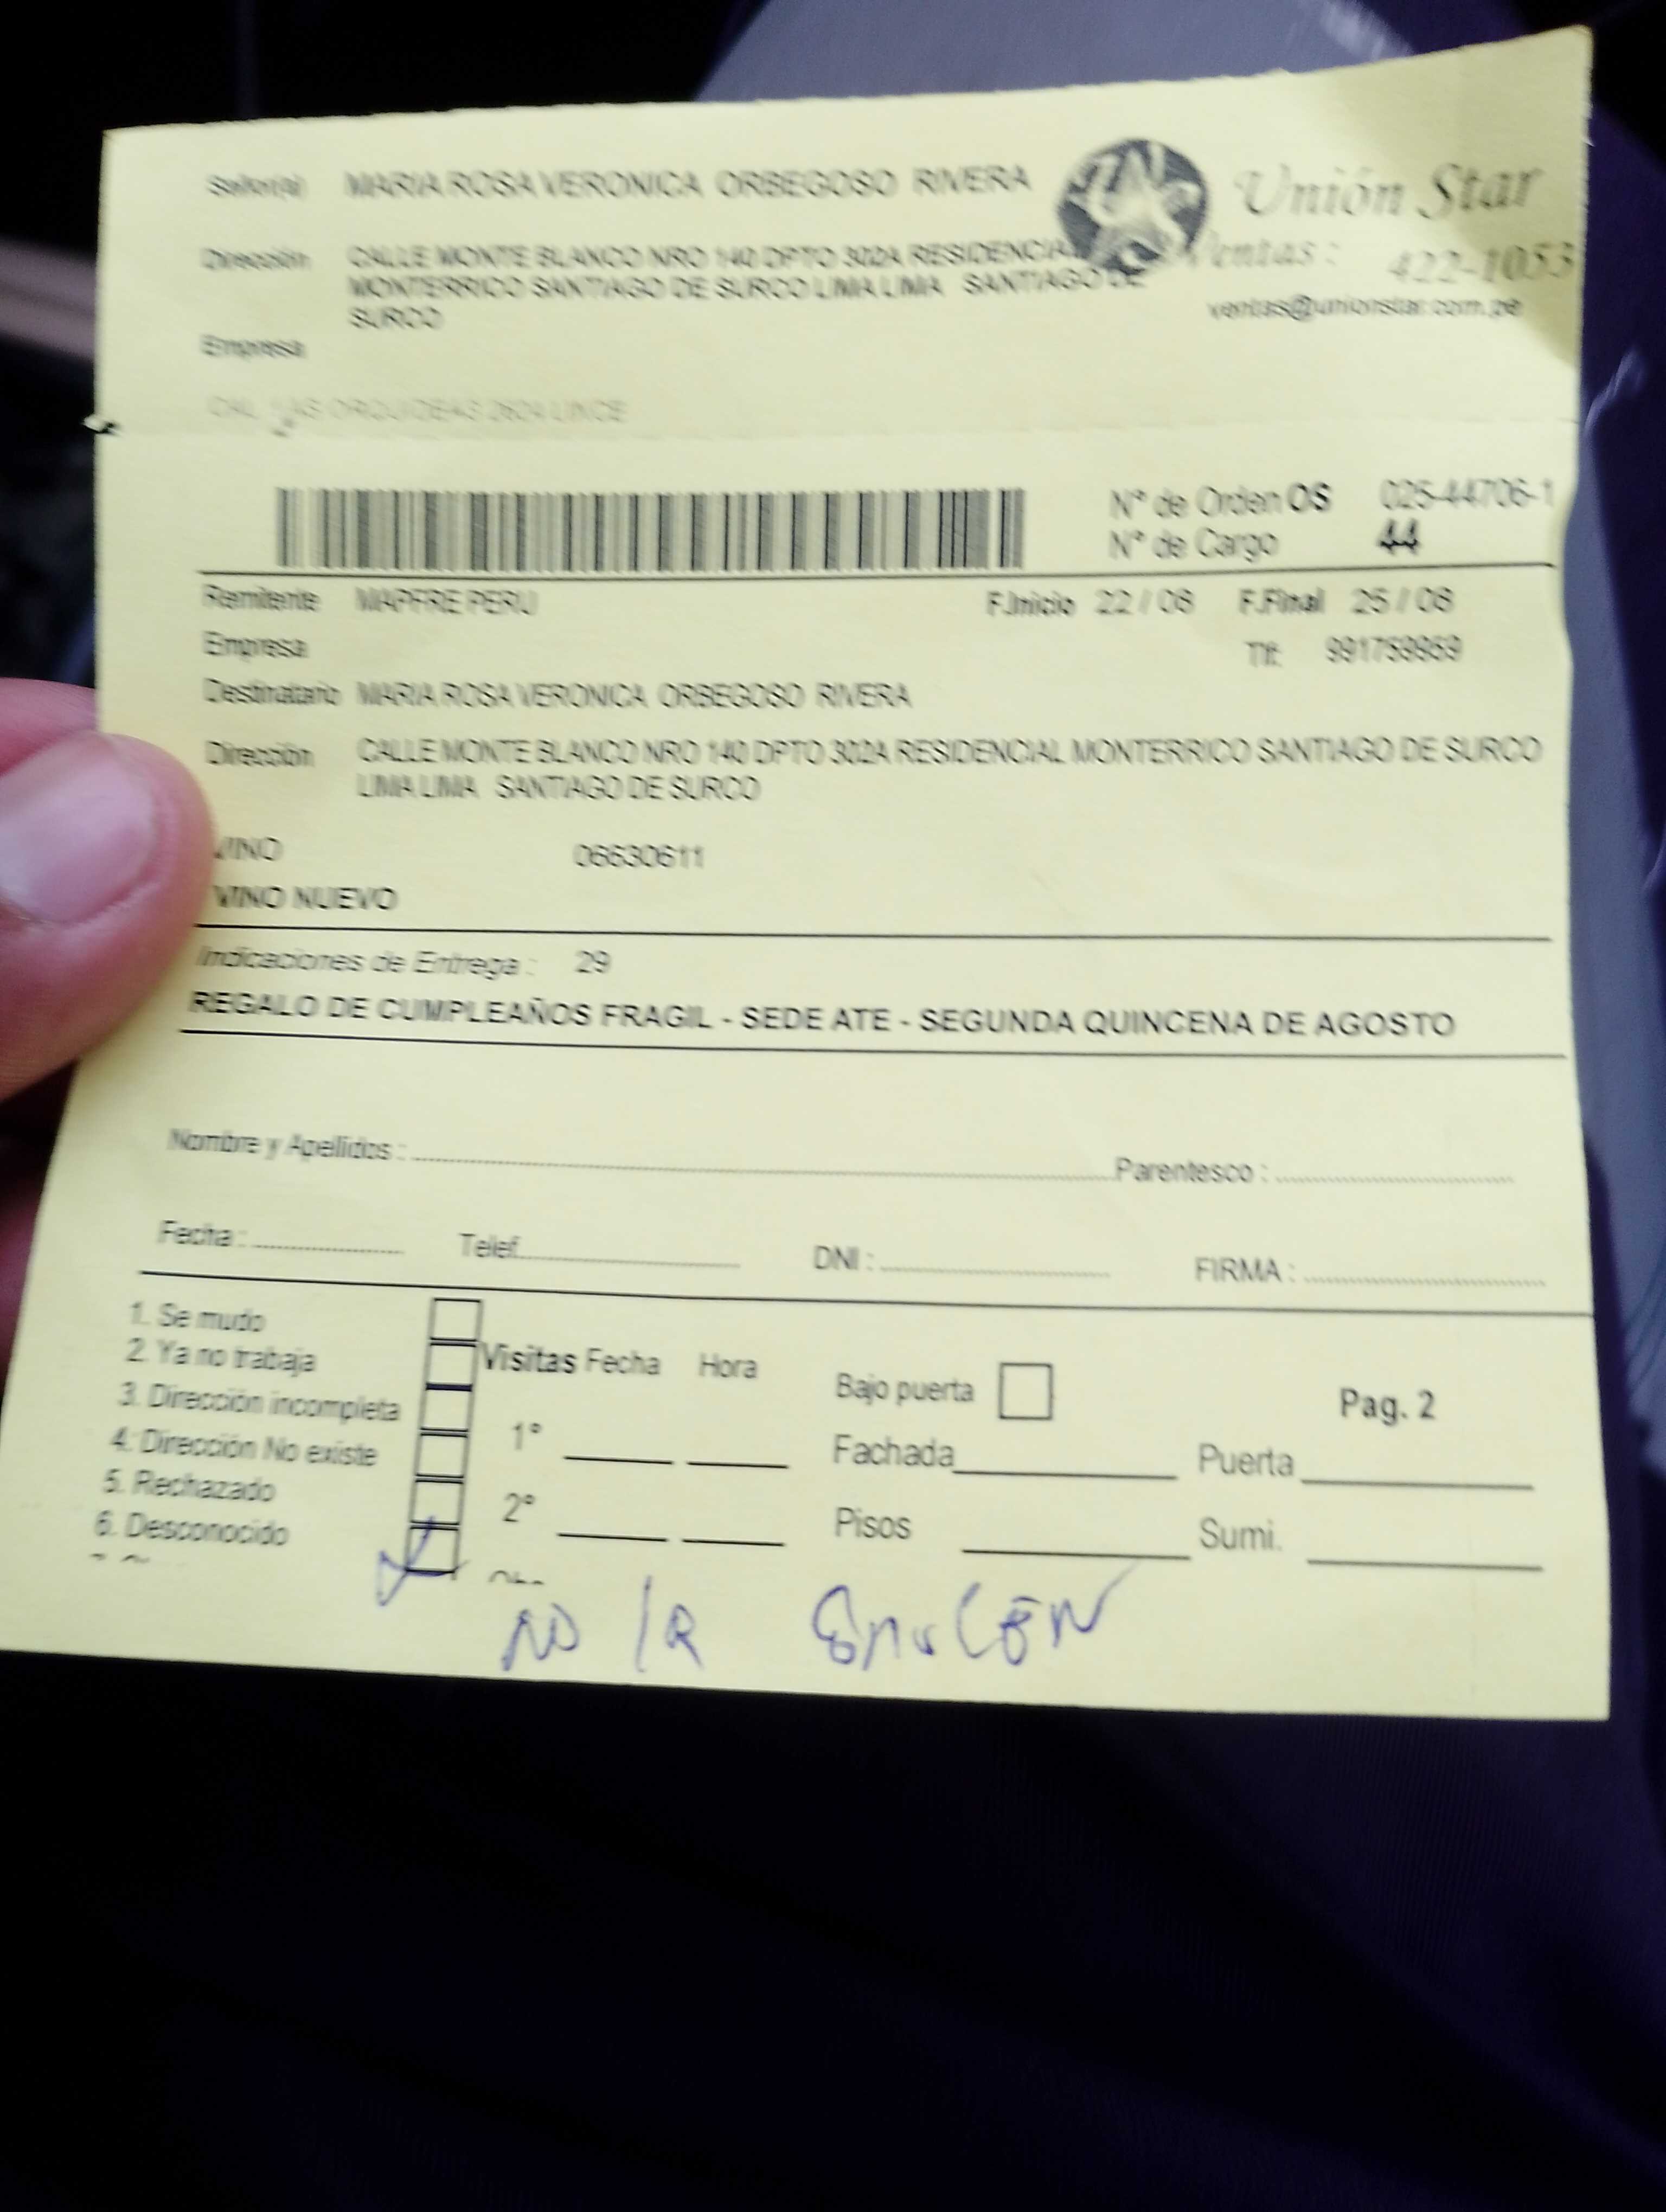 Señor(a) MARIA ROSA VERONICA ORBEGOSO RIVERA
Unión Star
Dirección CALLE MONTE BLANCO NRO 140 DPTO 302A RESIDENCIAL
Ventas: 422-1053
MONTERRICO SANTIAGO DE SURCO LIMA LIMA SANTIAGO DE
ventas@unionstar.com.pe
SURCO
Empresa
CAL. LAS ORQUIDEAS 2624 LINCE
N° de Orden OS 025-44706-1
N° de Cargo 44
Remitente MAPFRE PERU F.Inicio 22 / 08 F.Final 25 / 08
Empresa Tlf: 991759959
Destinatario MARIA ROSA VERONICA ORBEGOSO RIVERA
Dirección CALLE MONTE BLANCO NRO 140 DPTO 302A RESIDENCIAL MONTERRICO SANTIAGO DE SURCO
LIMA LIMA SANTIAGO DE SURCO
VINO 06630611
VINO NUEVO
Indicaciones de Entrega : 29
REGALO DE CUMPLEAÑOS FRAGIL - SEDE ATE - SEGUNDA QUINCENA DE AGOSTO
Nombre y Apellidos : Parentesco :
Fecha : Telef. DNI : FIRMA :
1. Se mudo
2. Ya no trabaja
Visitas Fecha Hora
Bajo puerta
Pag. 2
3. Dirección incompleta
1° Fachada Puerta
4. Dirección No existe
5. Rechazado
2° Pisos Sumi.
6. Desconocido
NO la